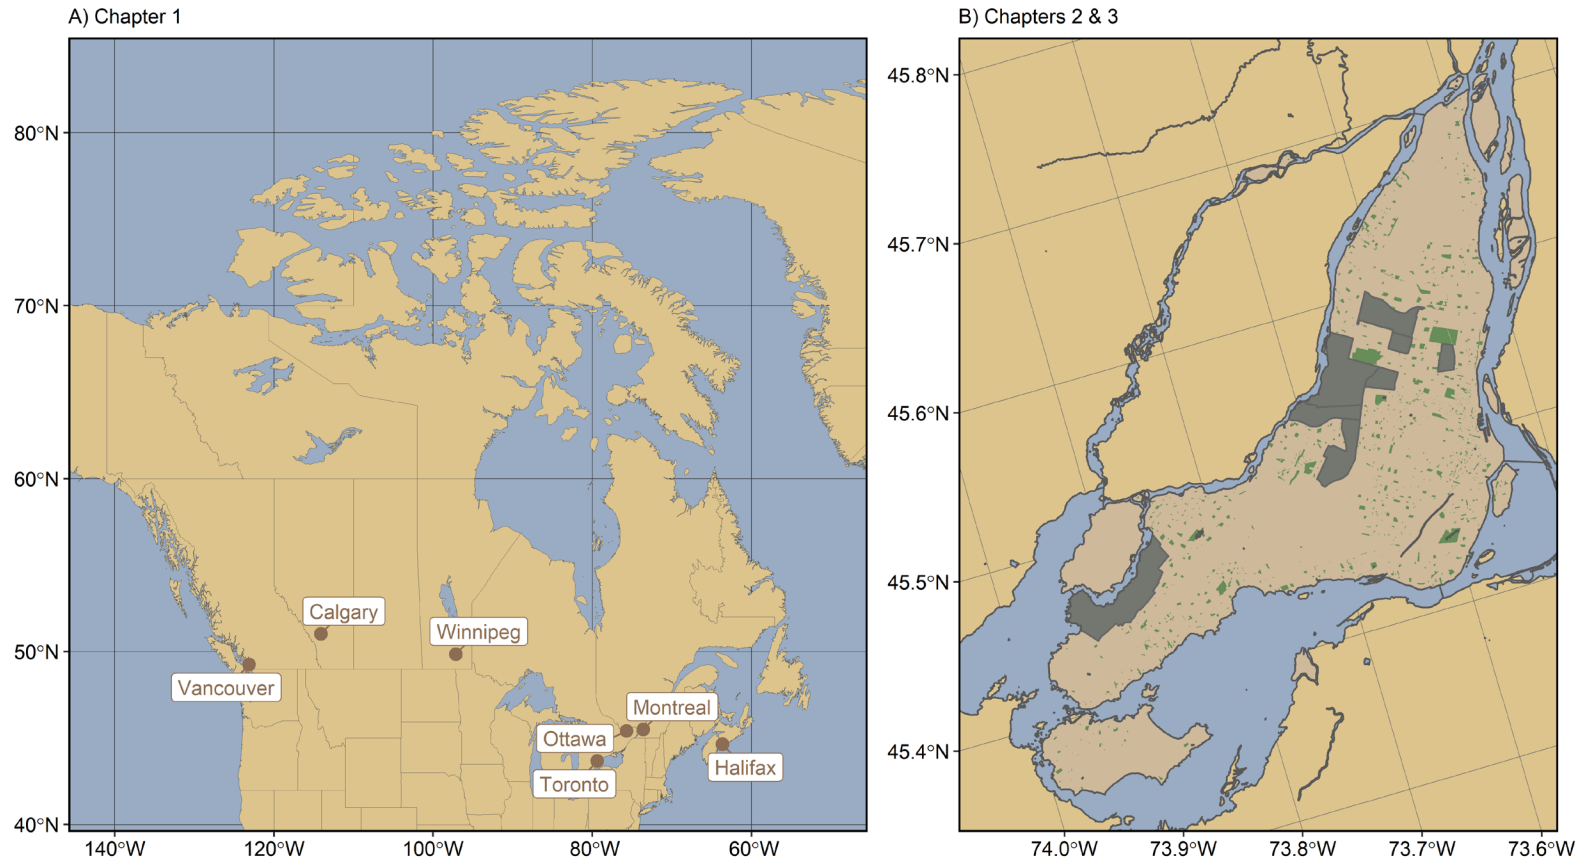 A) Chapter 1
B) Chapters 2 & 3
80°N
70°N
60°N
50°N
40°N
140°W
120°W
100°W
80°W
60°W
Calgary
Winnipeg
Vancouver
Montreal
Ottawa
Toronto
Halifax
45.8°N
45.7°N
45.6°N
45.5°N
45.4°N
74.0°W
73.9°W
73.8°W
73.7°W
73.6°W